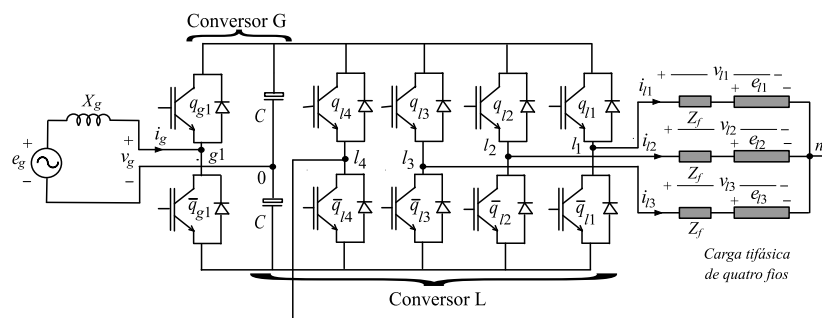 Conversor G
X_g
e_g
+
−
i_g
+
v_g
−
g1
0
q_g1
q̅_g1
C
C
q_l4
q_l3
q_l2
q_l1
l_4
l_3
l_2
l_1
q̅_l4
q̅_l3
q̅_l2
q̅_l1
i_l1
+ v_l1 −
Z_f
+ e_l1 −
i_l2
+ v_l2 −
Z_f
+ e_l2 −
i_l3
+ v_l3 −
Z_f
+ e_l3 −
n
Carga tifásica
de quatro fios
Conversor L